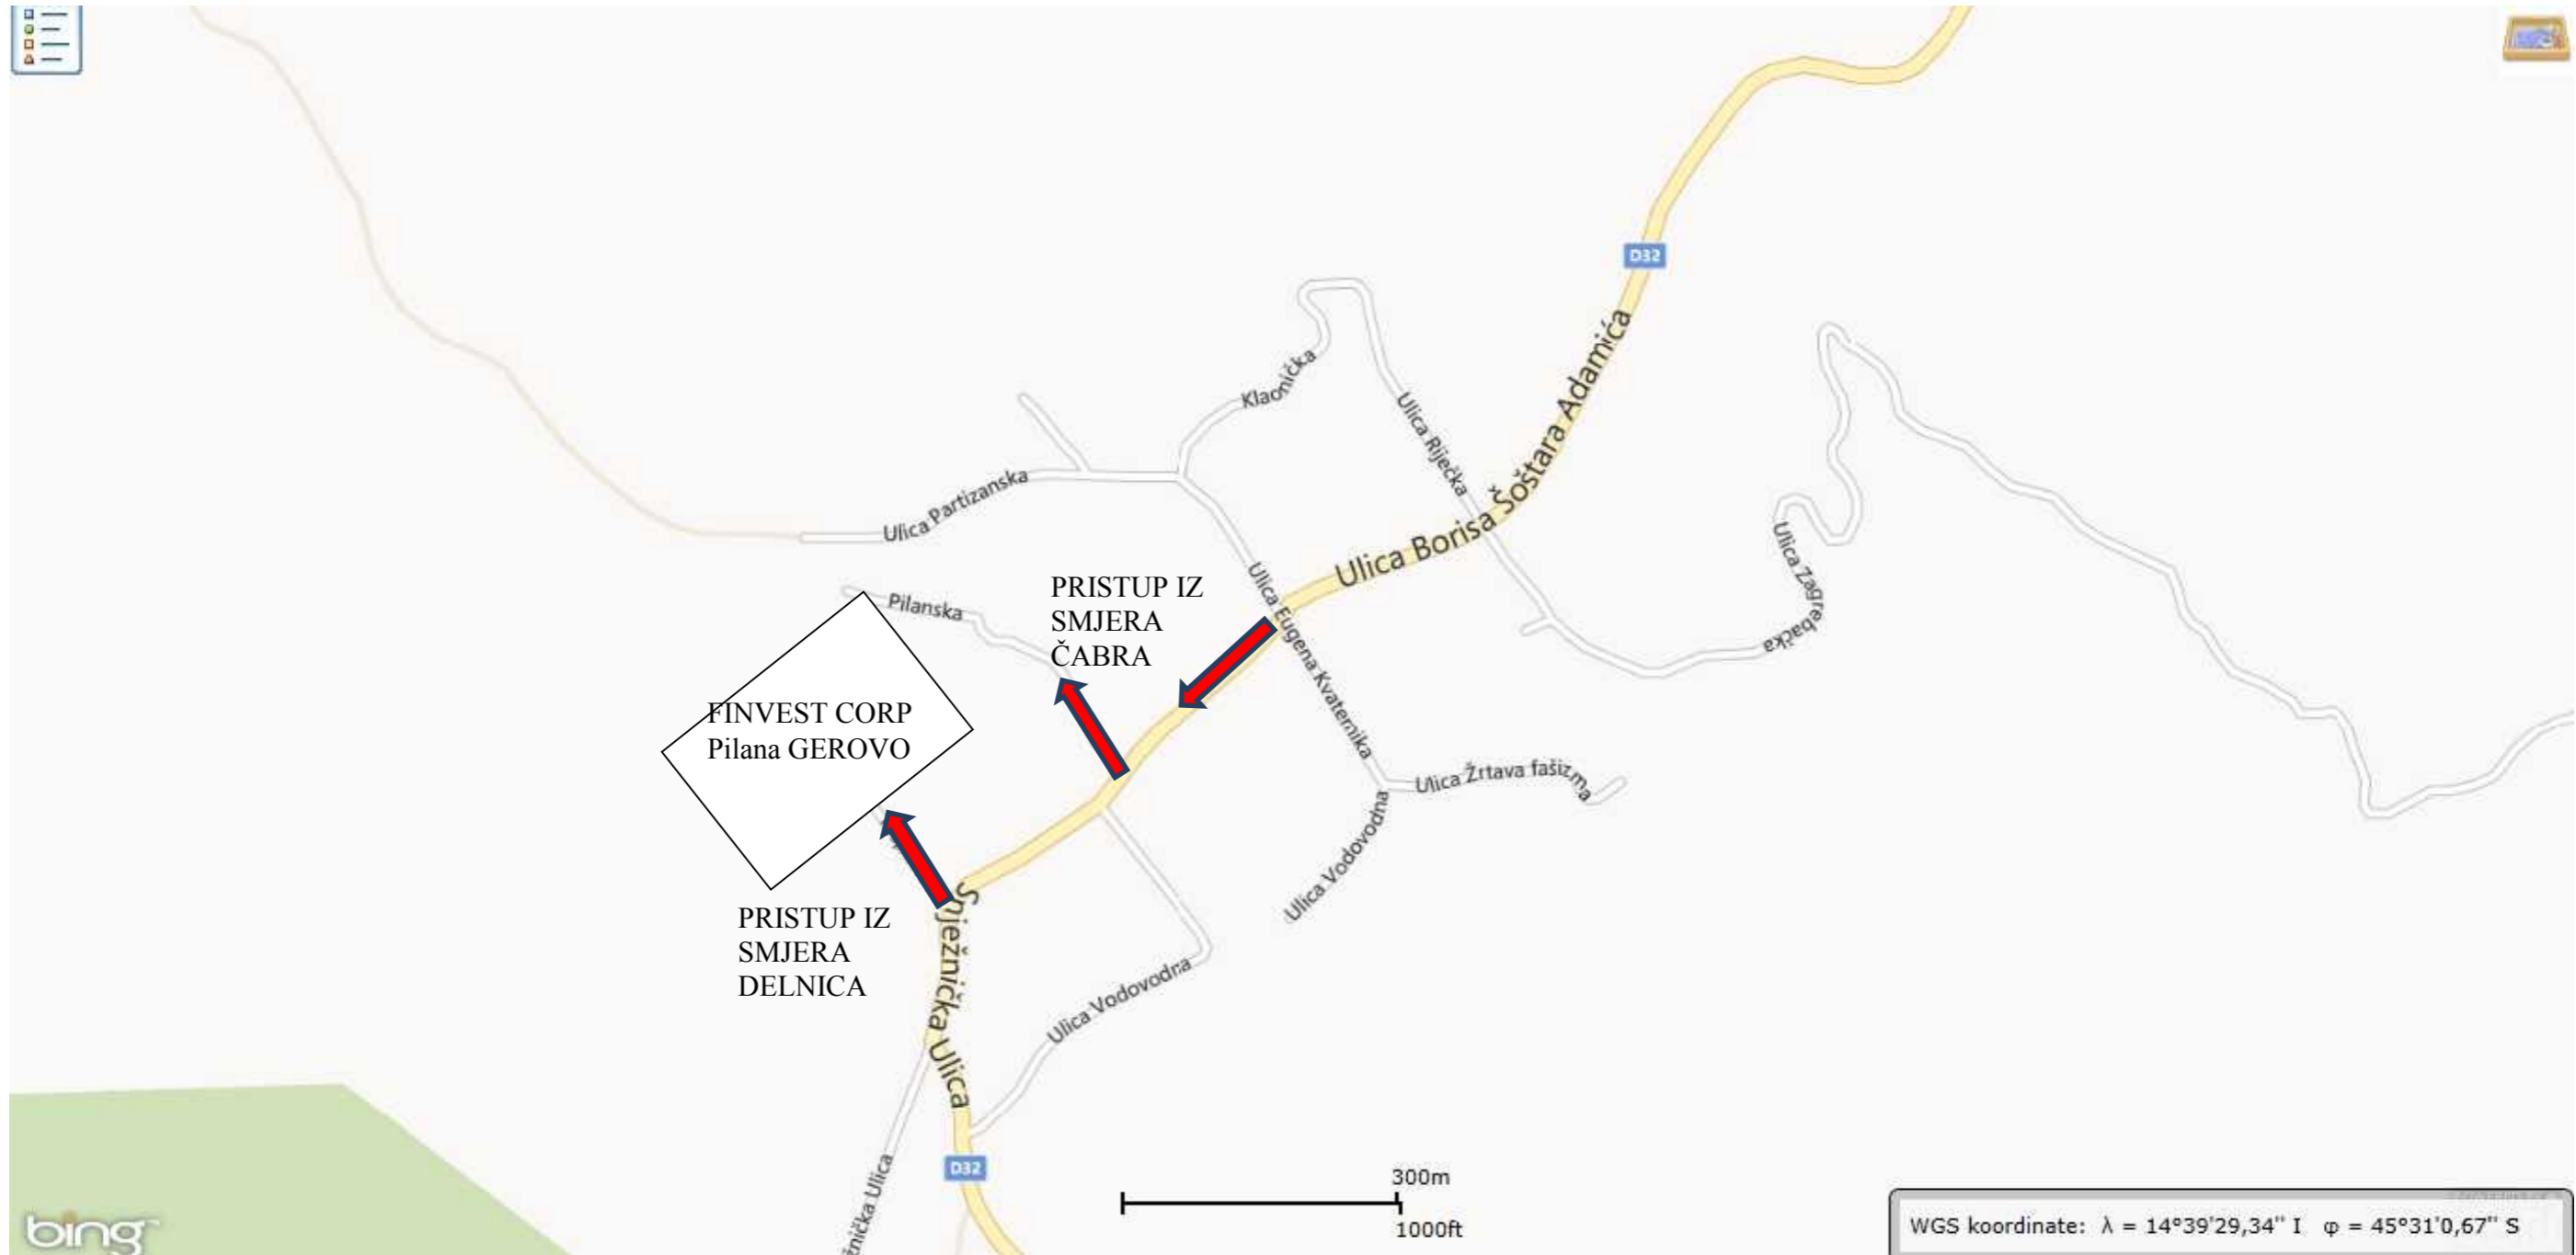 D32
Ulica Borisa Šoštara Adamića
Klaonička
Ulica Riječka
Ulica Partizanska
Ulica Zagrebačka
Ulica Eugena Kvaternika
Pilanska
PRISTUP IZ
SMJERA
ČABRA
FINVEST CORP
Pilana GEROVO
Ulica Žrtava fašizma
Ulica Vodovodna
PRISTUP IZ
SMJERA
DELNICA
Snježnička Ulica
Ulica Vodovodna
D32
Ulica
300m
1000ft
bing
WGS koordinate: λ = 14°39'29,34" I φ = 45°31'0,67" S